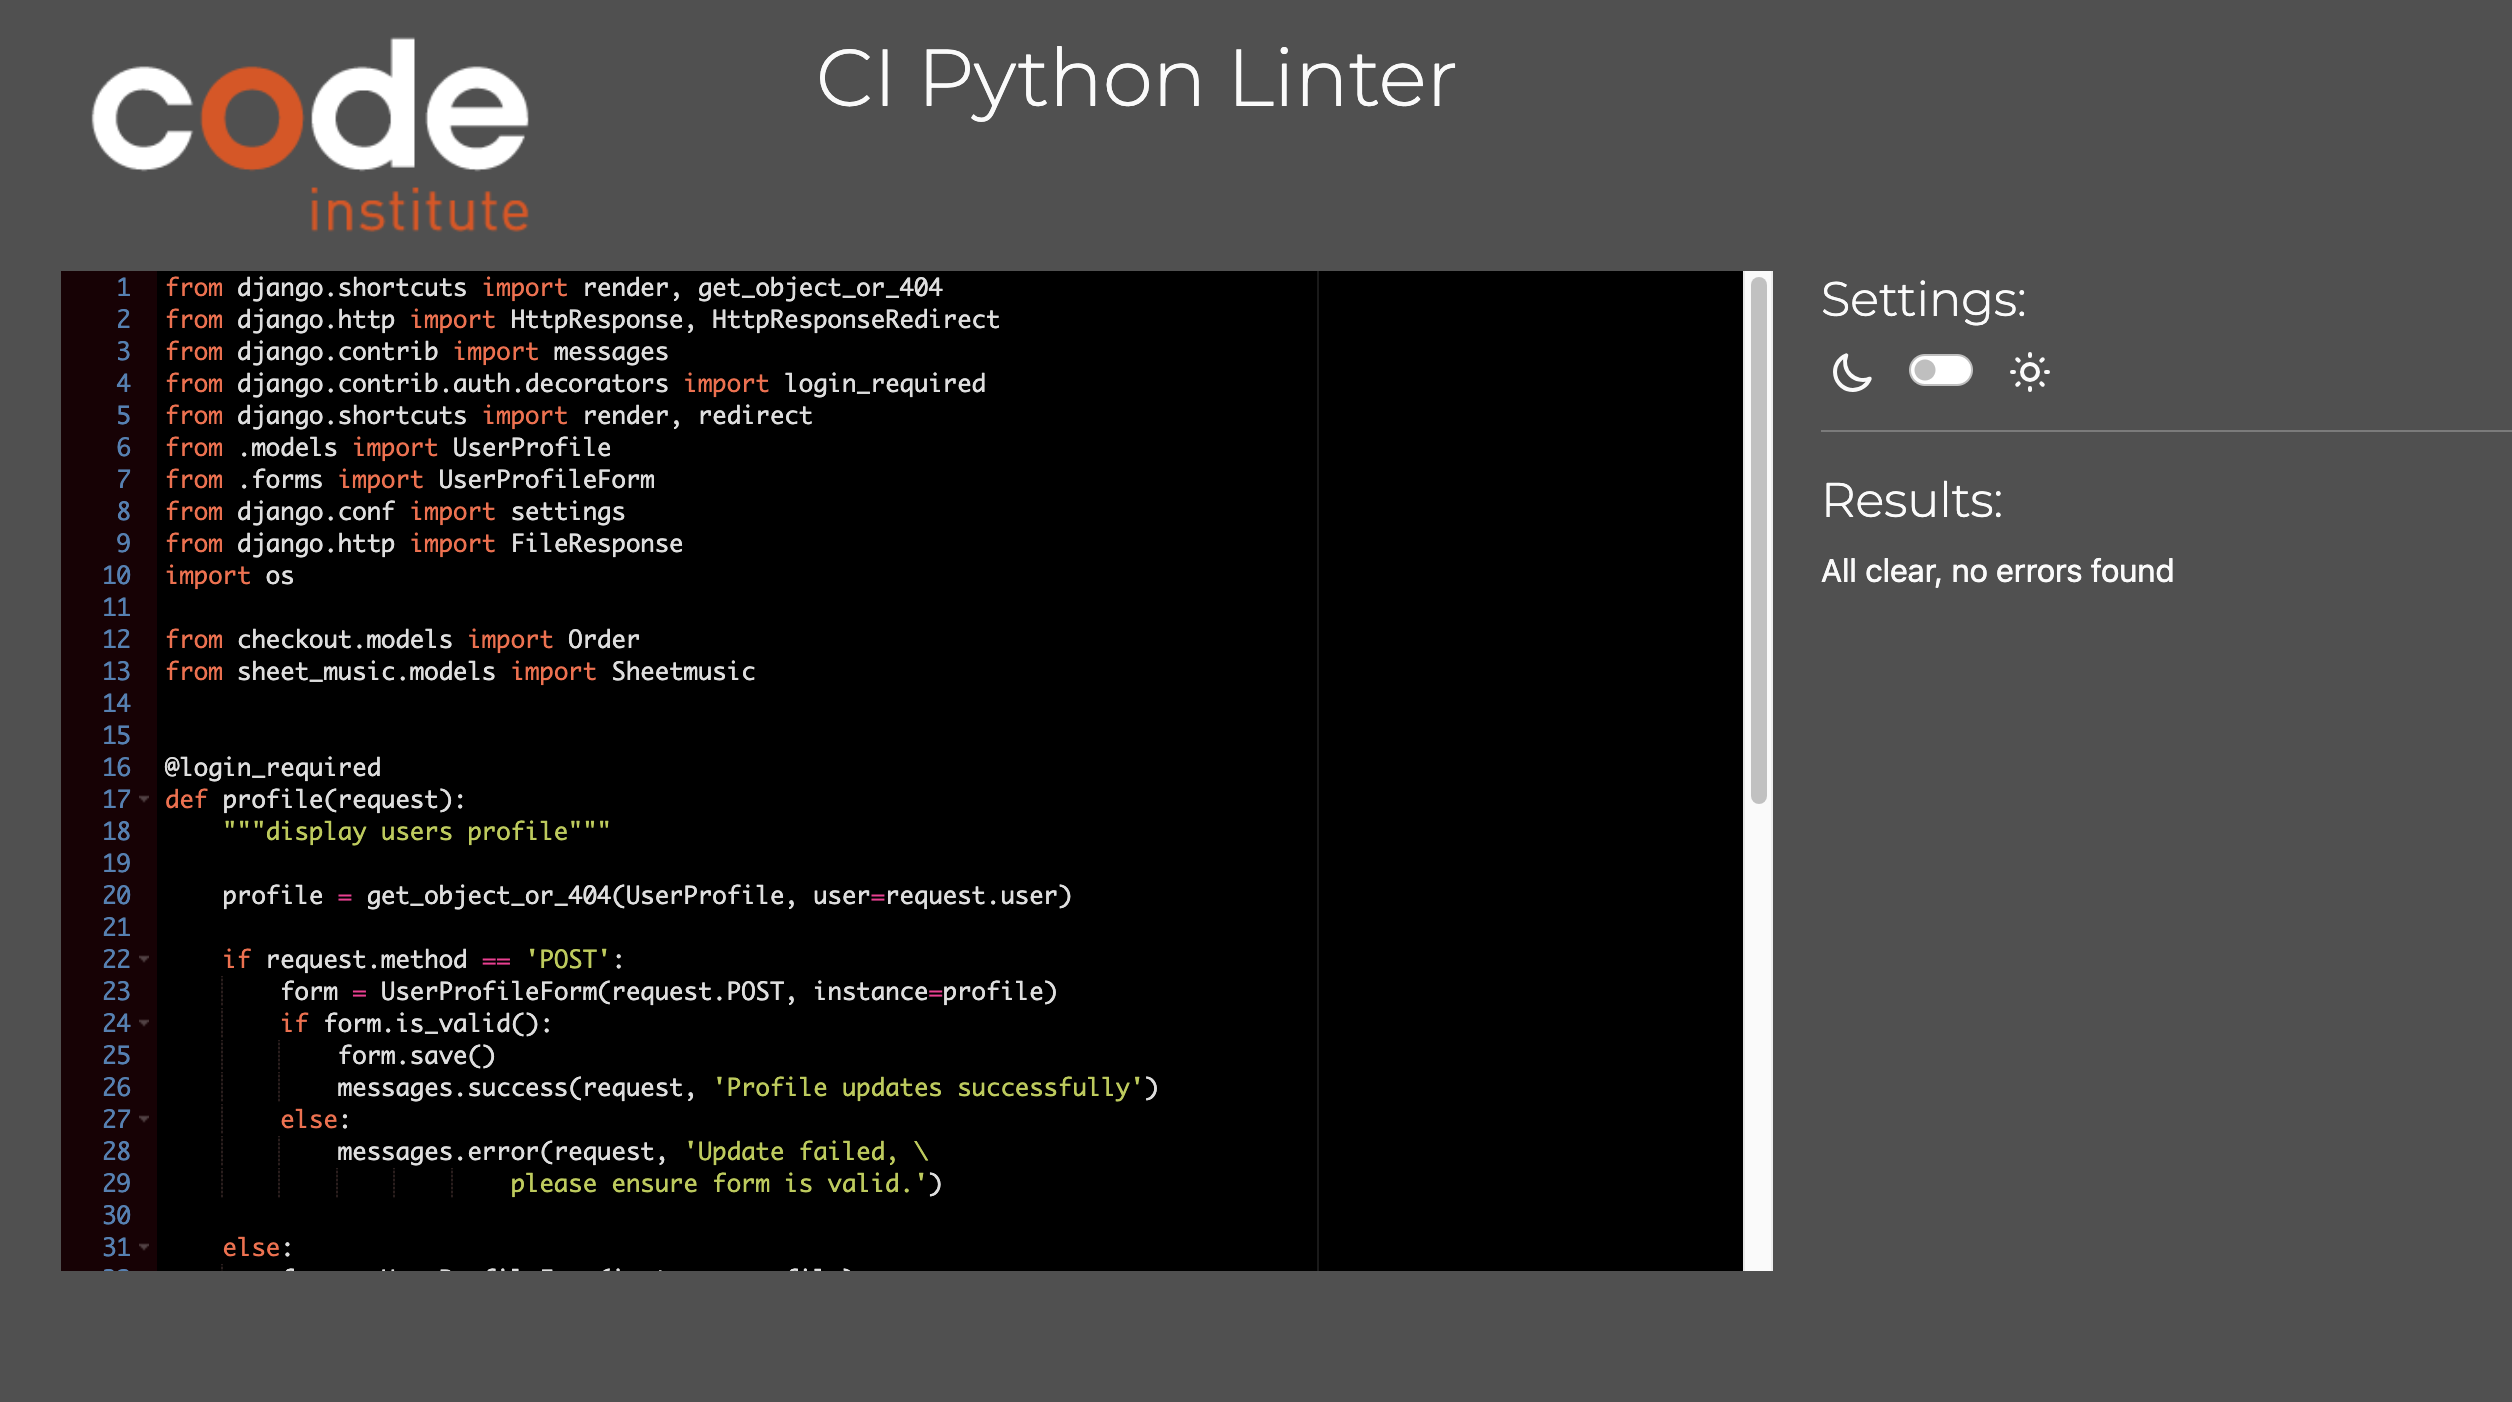 code
institute
CI Python Linter
1 from django.shortcuts import render, get_object_or_404
2 from django.http import HttpResponse, HttpResponseRedirect
3 from django.contrib import messages
4 from django.contrib.auth.decorators import login_required
5 from django.shortcuts import render, redirect
6 from .models import UserProfile
7 from .forms import UserProfileForm
8 from django.conf import settings
9 from django.http import FileResponse
10 import os
11
12 from checkout.models import Order
13 from sheet_music.models import Sheetmusic
14
15
16 @login_required
17 def profile(request):
18     """display users profile"""
19
20     profile = get_object_or_404(UserProfile, user=request.user)
21
22     if request.method == 'POST':
23         form = UserProfileForm(request.POST, instance=profile)
24         if form.is_valid():
25             form.save()
26             messages.success(request, 'Profile updates successfully')
27         else:
28             messages.error(request, 'Update failed, \
29                         please ensure form is valid.')
30
31     else:
Settings:
Results:
All clear, no errors found